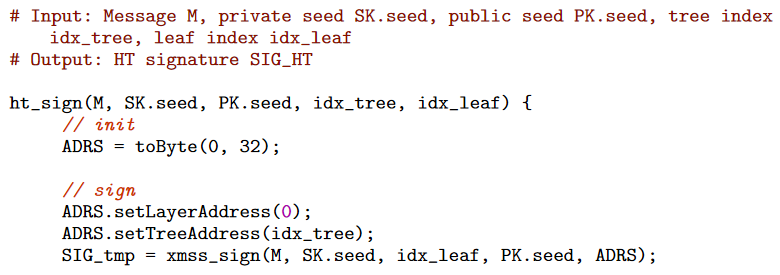 # Input: Message M, private seed SK.seed, public seed PK.seed, tree index
idx_tree, leaf index idx_leaf
# Output: HT signature SIG_HT
ht_sign(M, SK.seed, PK.seed, idx_tree, idx_leaf) {
// init
ADRS = toByte(0, 32);
// sign
ADRS.setLayerAddress(0);
ADRS.setTreeAddress(idx_tree);
SIG_tmp = xmss_sign(M, SK.seed, idx_leaf, PK.seed, ADRS);